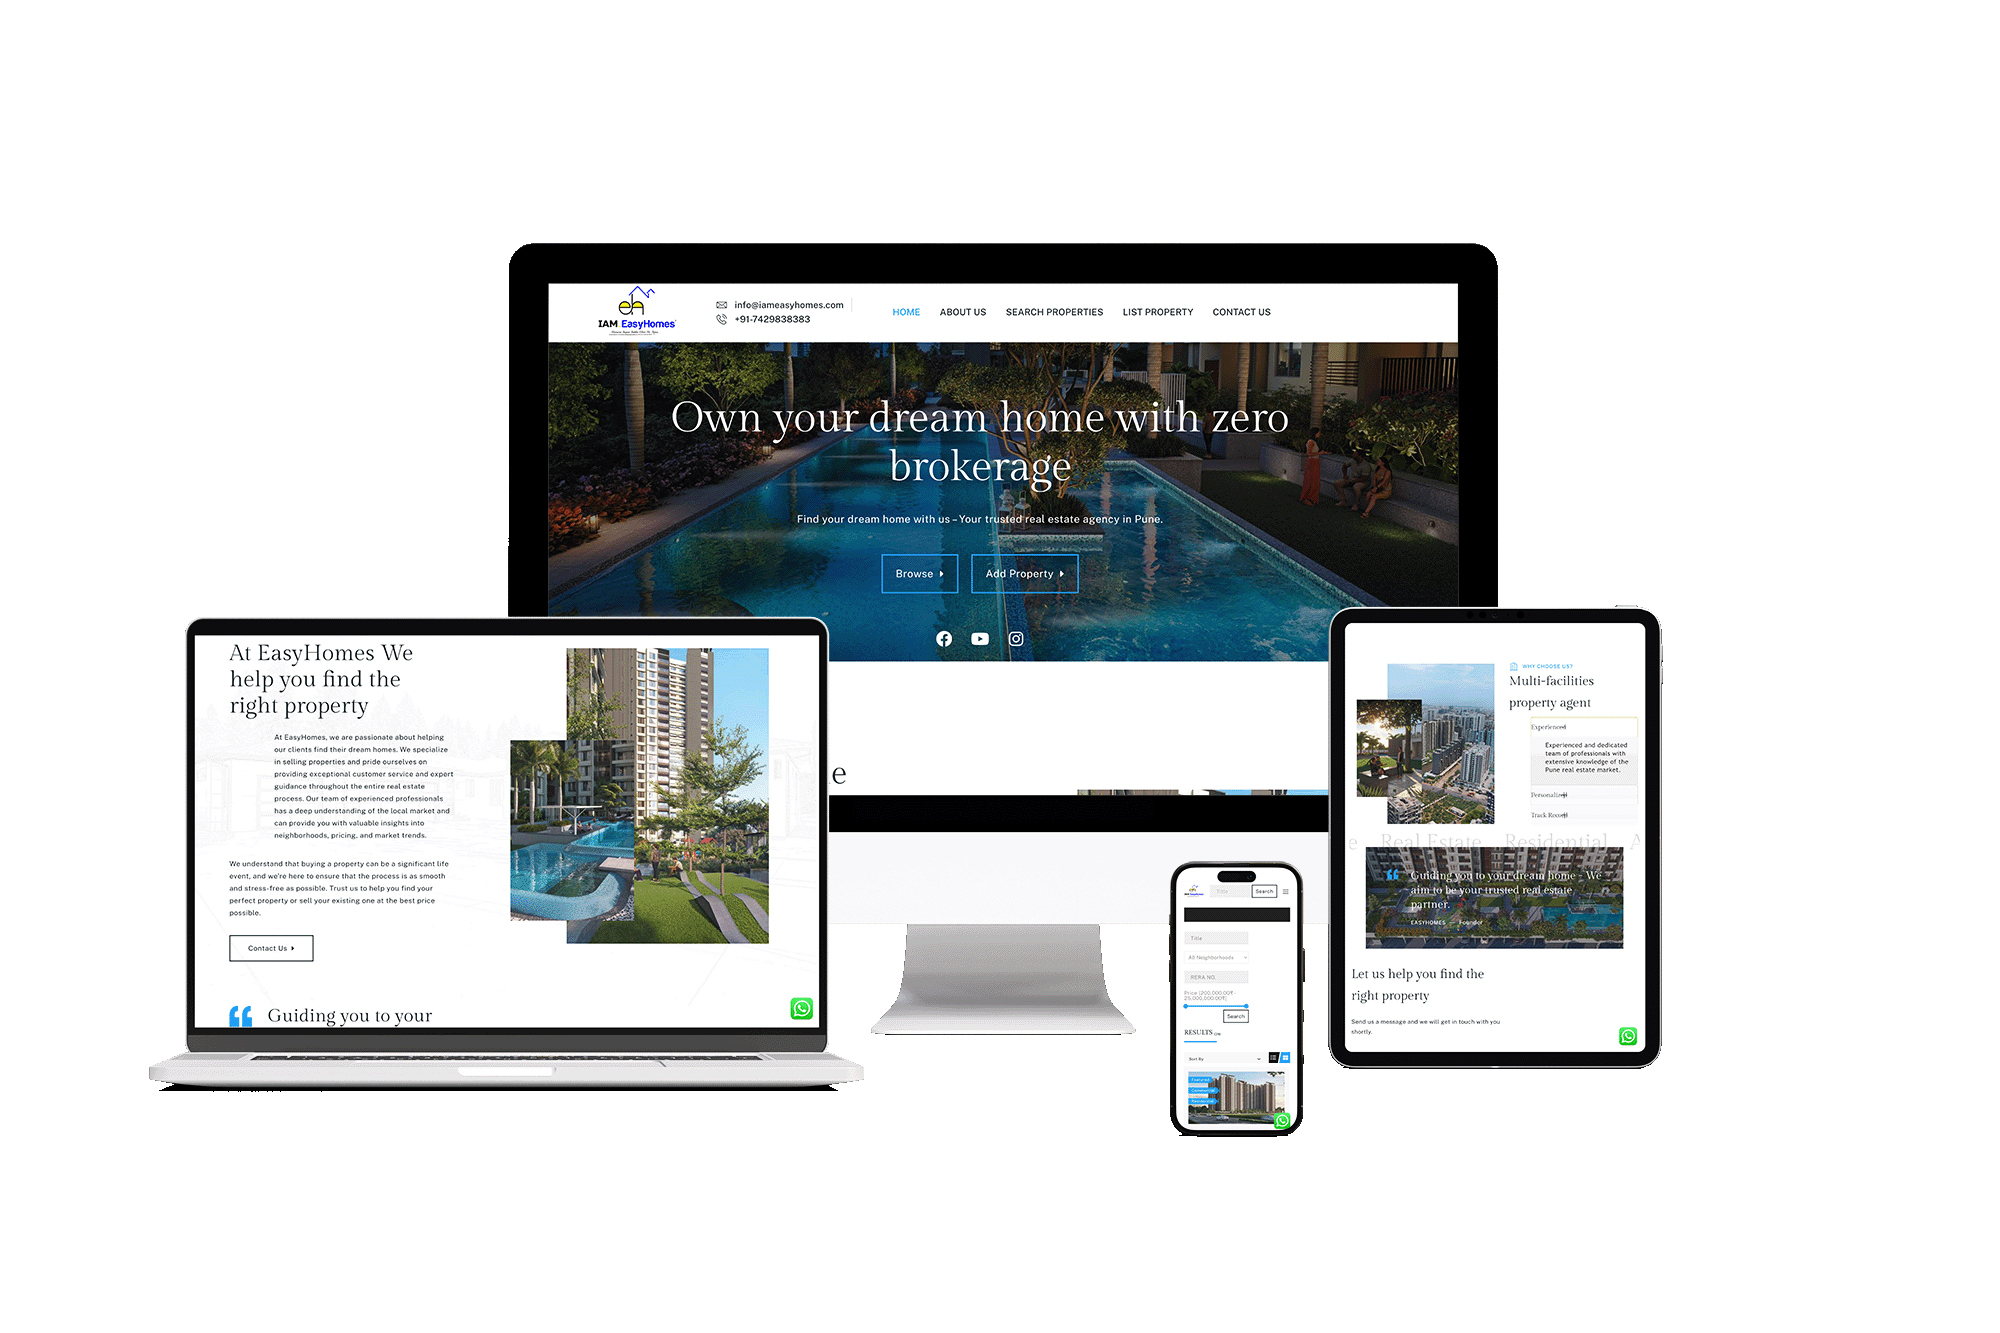 eh
IAM EasyHomes
info@iameasyhomes.com
+91-7429838383
HOME
ABOUT US
SEARCH PROPERTIES
LIST PROPERTY
CONTACT US
Own your dream home with zero
brokerage
Find your dream home with us – Your trusted real estate agency in Pune.
Browse
Add Property
e
At EasyHomes We
help you find the
right property
At EasyHomes, we are passionate about helping
our clients find their dream homes. We specialize
in selling properties and pride ourselves on
providing exceptional customer service and expert
guidance throughout the entire real estate
process. Our team of experienced professionals
has a deep understanding of the local market and
can provide you with valuable insights into
neighborhoods, pricing, and market trends.
We understand that buying a property can be a significant life
event, and we're here to ensure that the process is as smooth
and stress-free as possible. Trust us to help you find your
perfect property or sell your existing one at the best price
possible.
Contact Us
Guiding you to your
Title
Search
Title
All Neighborhoods
RERA NO.
Price (200,000.00₹ -
25,000,000.00₹)
Search
RESULTS
Sort By
Featured
Commercial
Residential
WHY CHOOSE US?
Multi-facilities
property agent
Experienced
Experienced and dedicated
team of professionals with
extensive knowledge of the
Pune real estate market.
Personalized
Track Record
e Real Estate Residential A
Guiding you to your dream home – We
aim to be your trusted real estate
partner.
EASYHOMES — Founder
Let us help you find the
right property
Send us a message and we will get in touch with you
shortly.